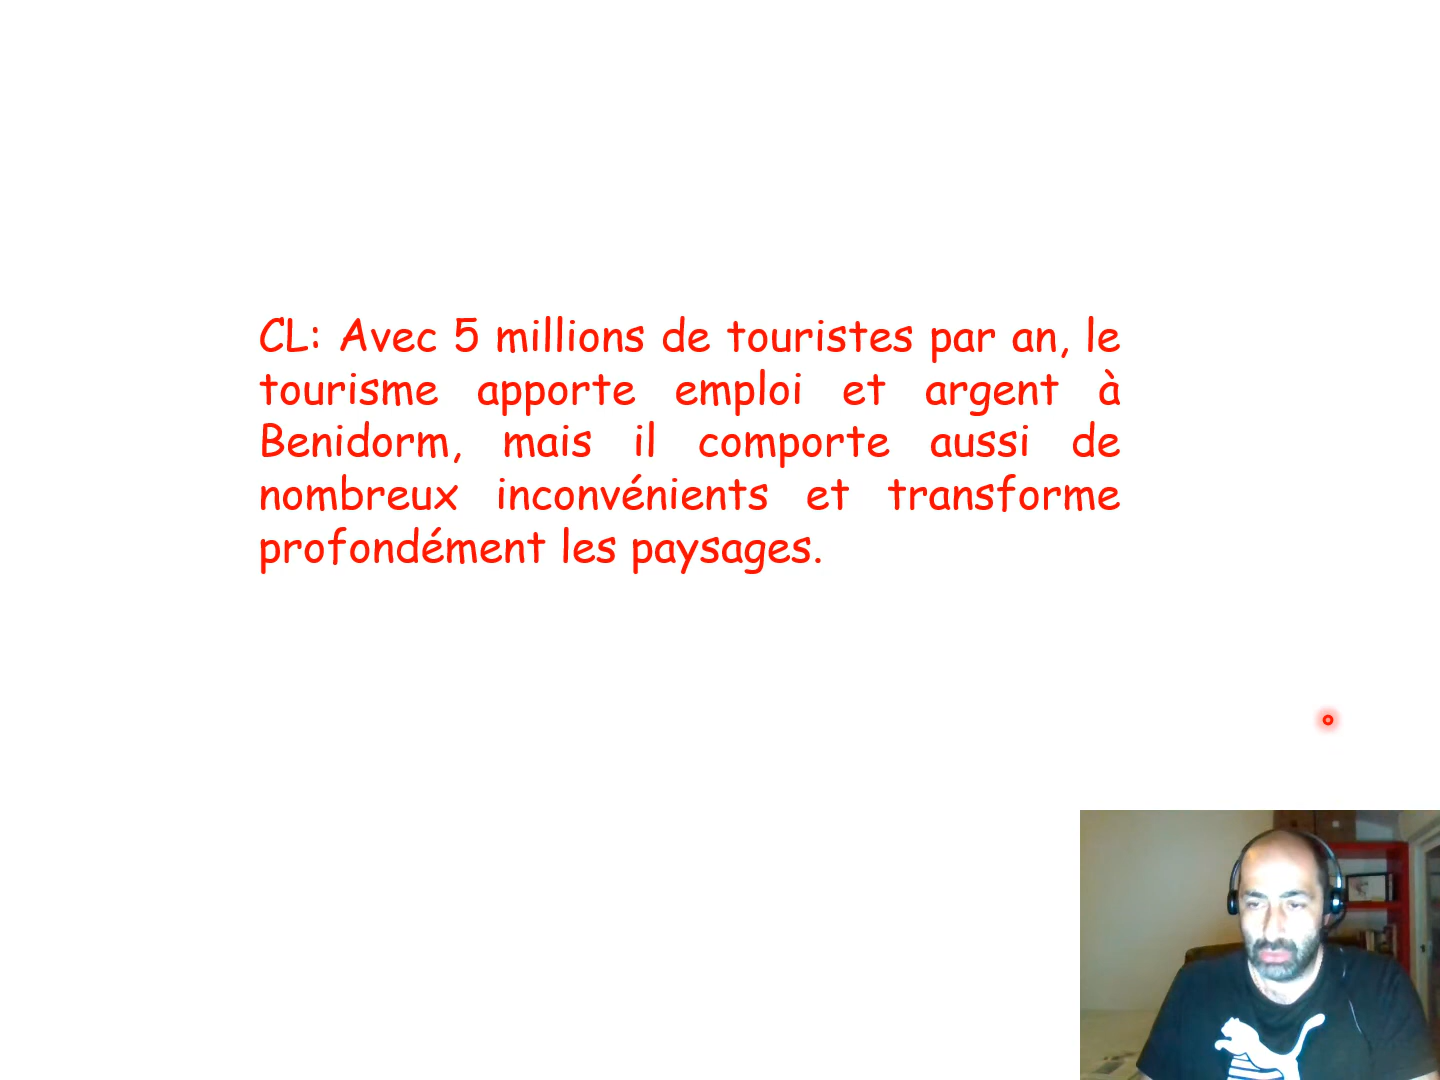 CL: Avec 5 millions de touristes par an, le
tourisme apporte emploi et argent à
Benidorm, mais il comporte aussi de
nombreux inconvénients et transforme
profondément les paysages.